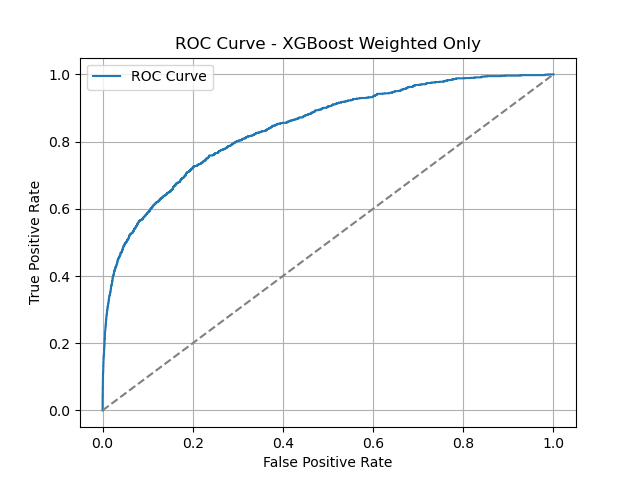 ROC Curve - XGBoost Weighted Only
ROC Curve
True Positive Rate
1.0
0.8
0.6
0.4
0.2
0.0
0.0 0.2 0.4 0.6 0.8 1.0
False Positive Rate